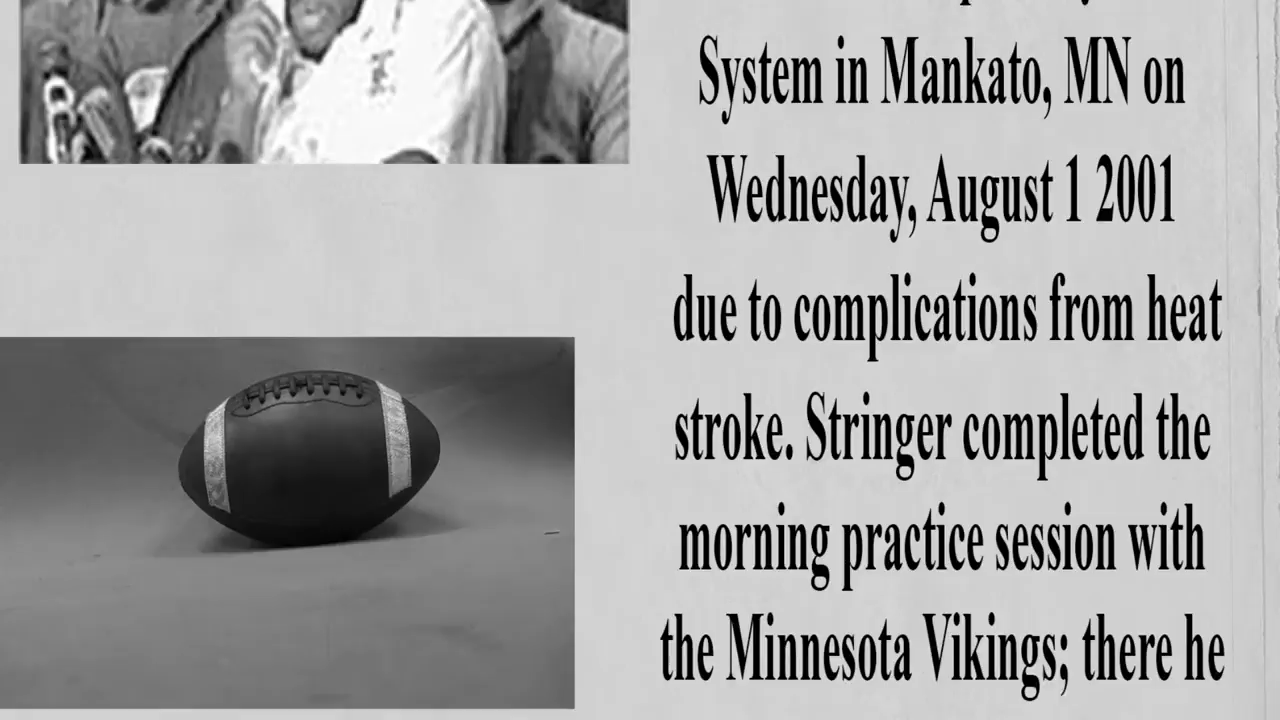 System in Mankato, MN on
Wednesday, August 1 2001
due to complications from heat
stroke. Stringer completed the
morning practice session with
the Minnesota Vikings; there he